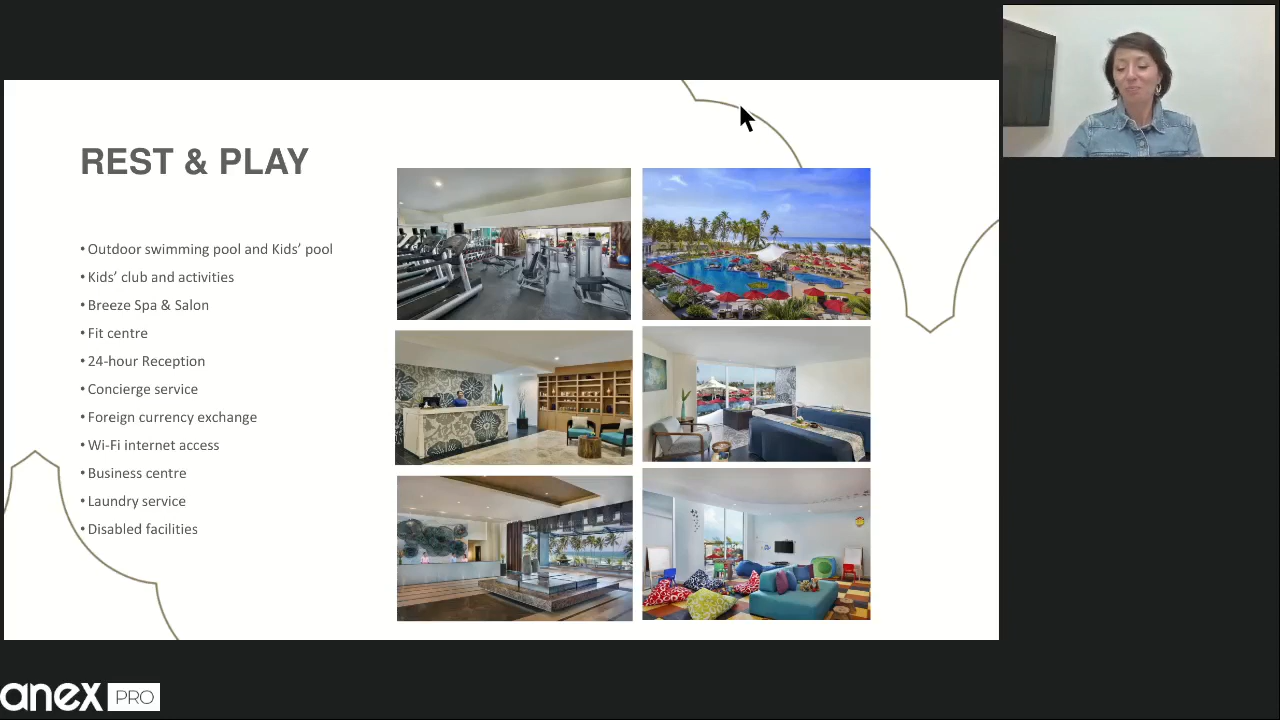 REST & PLAY
• Outdoor swimming pool and Kids’ pool
• Kids’ club and activities
• Breeze Spa & Salon
• Fit centre
• 24-hour Reception
• Concierge service
• Foreign currency exchange
• Wi-Fi internet access
• Business centre
• Laundry service
• Disabled facilities
anex PRO